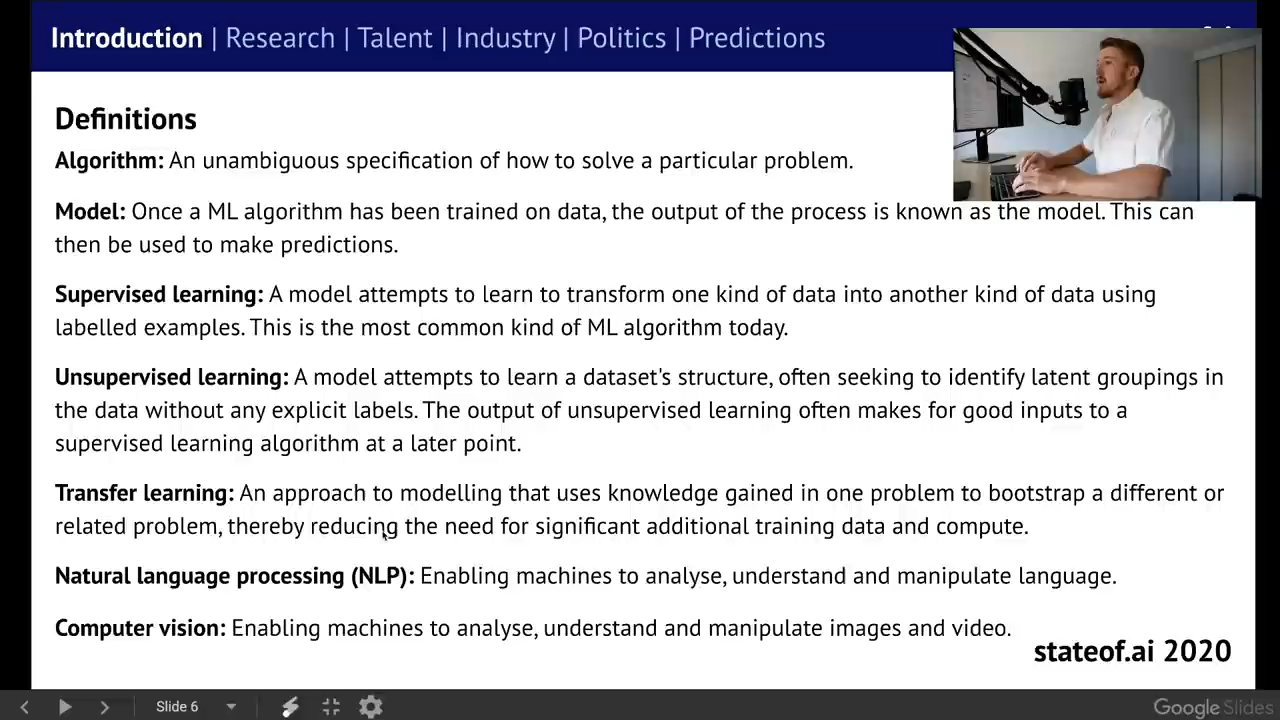 Introduction | Research | Talent | Industry | Politics | Predictions
Definitions
Algorithm: An unambiguous specification of how to solve a particular problem.
Model: Once a ML algorithm has been trained on data, the output of the process is known as the model. This can
then be used to make predictions.
Supervised learning: A model attempts to learn to transform one kind of data into another kind of data using
labelled examples. This is the most common kind of ML algorithm today.
Unsupervised learning: A model attempts to learn a dataset's structure, often seeking to identify latent groupings in
the data without any explicit labels. The output of unsupervised learning often makes for good inputs to a
supervised learning algorithm at a later point.
Transfer learning: An approach to modelling that uses knowledge gained in one problem to bootstrap a different or
related problem, thereby reducing the need for significant additional training data and compute.
Natural language processing (NLP): Enabling machines to analyse, understand and manipulate language.
Computer vision: Enabling machines to analyse, understand and manipulate images and video.
stateof.ai 2020
Slide 6
Google Slides